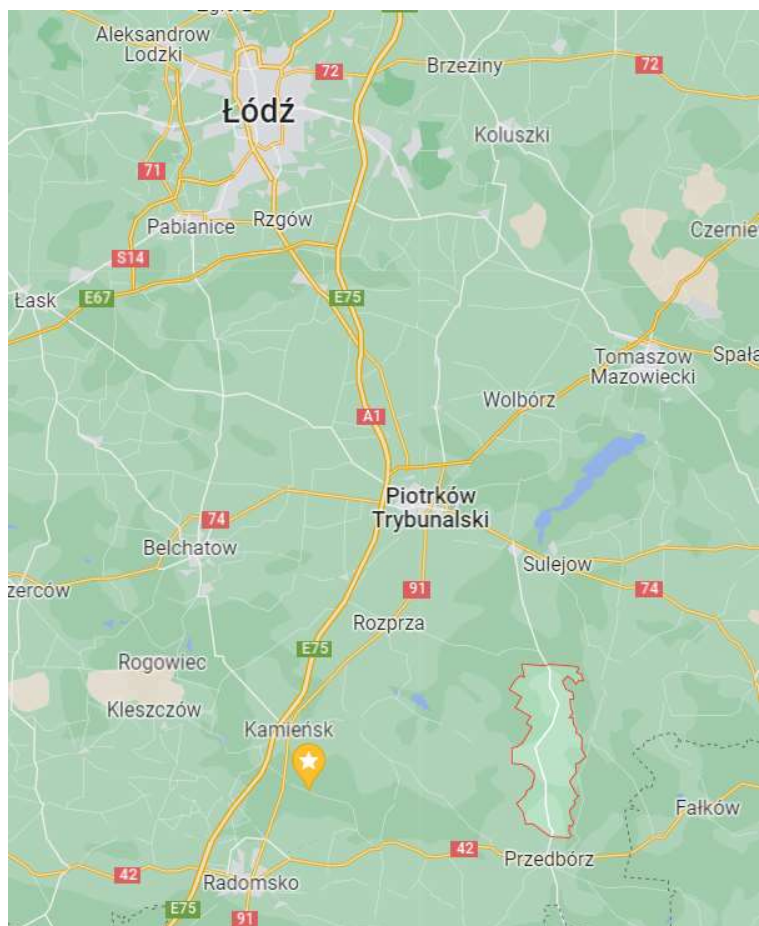 Aleksandrow
Lodzki
72
Brzeziny
72
Łódź
Koluszki
71
Pabianice
Rzgów
S14
Łask
E67
E75
Tomaszow
Mazowiecki
Spała
Wolbórz
A1
Piotrków
Trybunalski
74
Belchatow
Sulejow
91
74
Rozprza
E75
Rogowiec
Kleszczów
Kamieńsk
Fałków
42
Przedbórz
42
Radomsko
E75
91